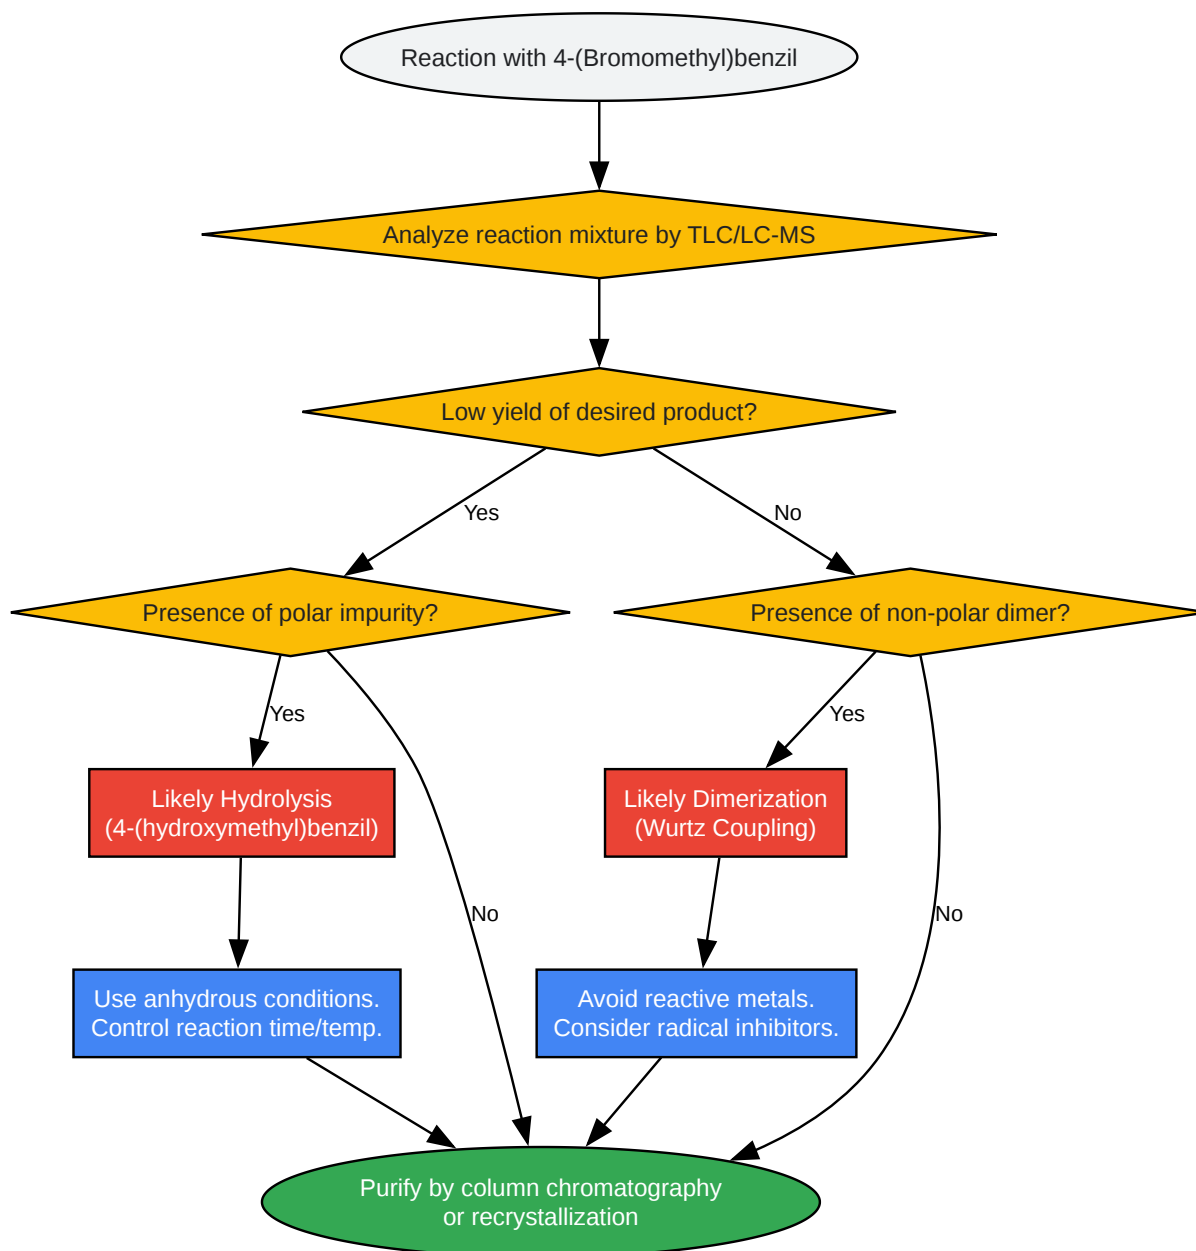 Reaction with 4-(Bromomethyl)benzil
Analyze reaction mixture by TLC/LC-MS
Low yield of desired product?
Yes
No
Presence of polar impurity?
Presence of non-polar dimer?
Yes
Yes
Likely Hydrolysis
(4-(hydroxymethyl)benzil)
Likely Dimerization
(Wurtz Coupling)
No
No
Use anhydrous conditions.
Control reaction time/temp.
Avoid reactive metals.
Consider radical inhibitors.
Purify by column chromatography
or recrystallization